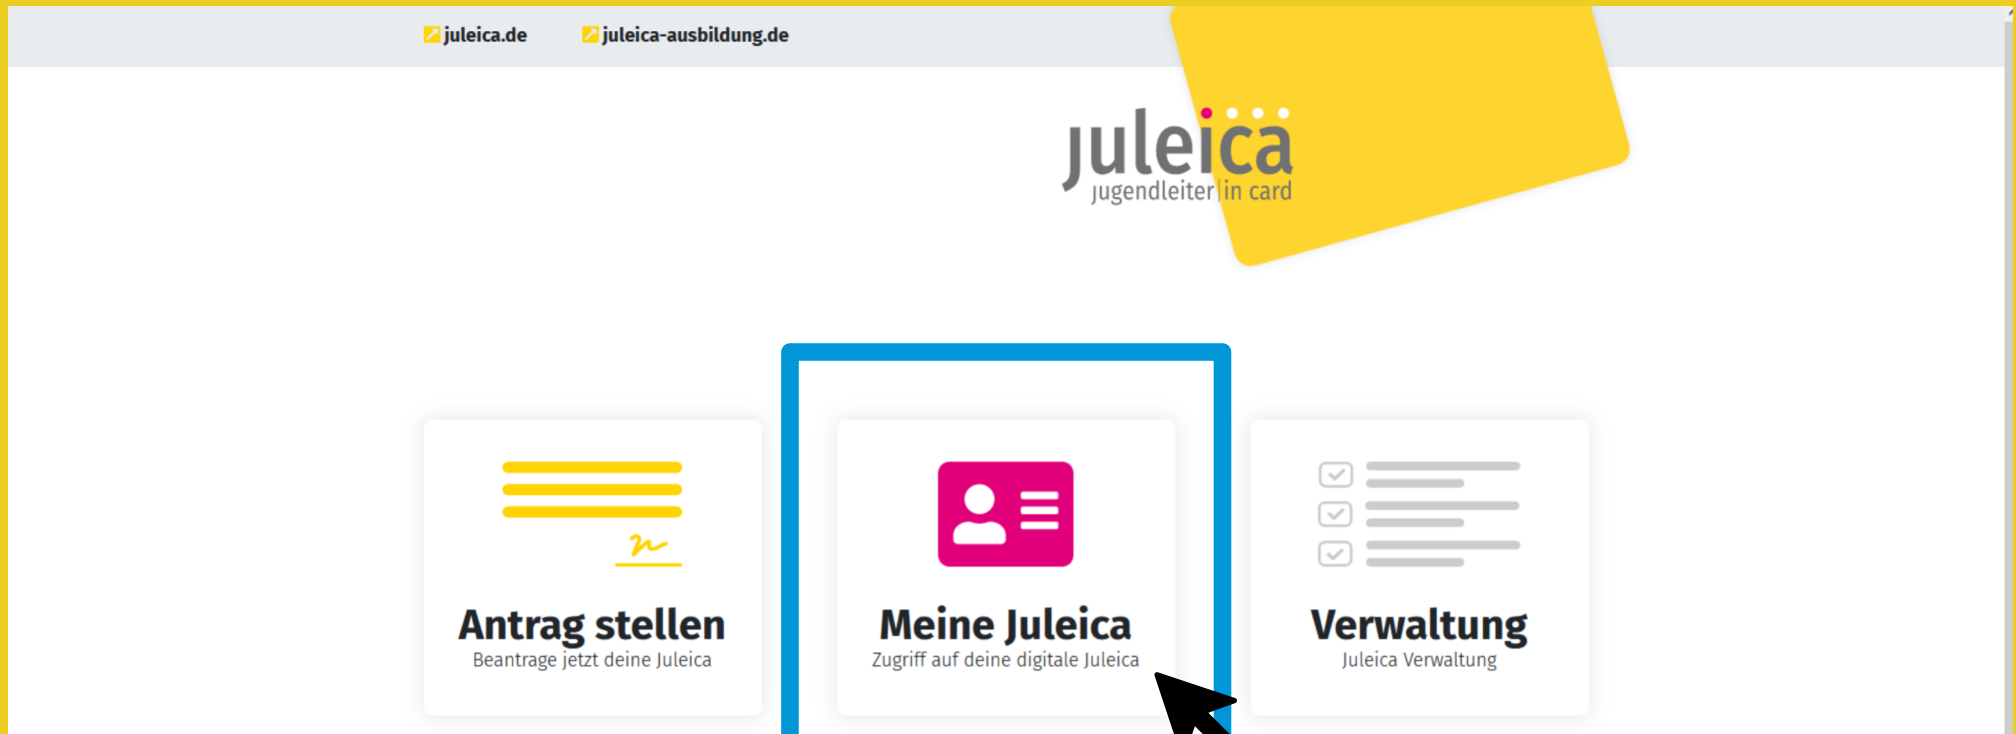 juleica.de juleica-ausbildung.de
juleica
jugendleiter|in card
Antrag stellen
Beantrage jetzt deine Juleica
Meine Juleica
Zugriff auf deine digitale Juleica
Verwaltung
Juleica Verwaltung